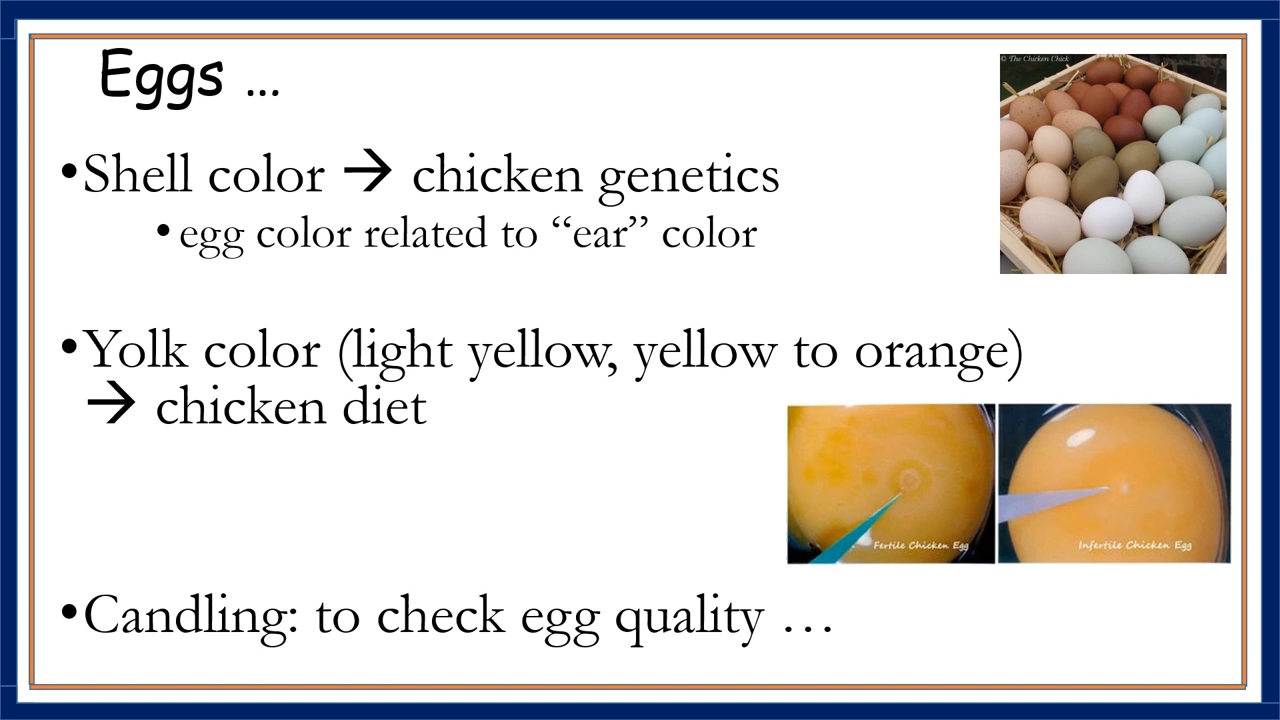 Eggs …
© The Chicken Chick
•Shell color → chicken genetics
•egg color related to “ear” color
•Yolk color (light yellow, yellow to orange)
→ chicken diet
Fertile Chicken Egg
Infertile Chicken Egg
•Candling: to check egg quality …